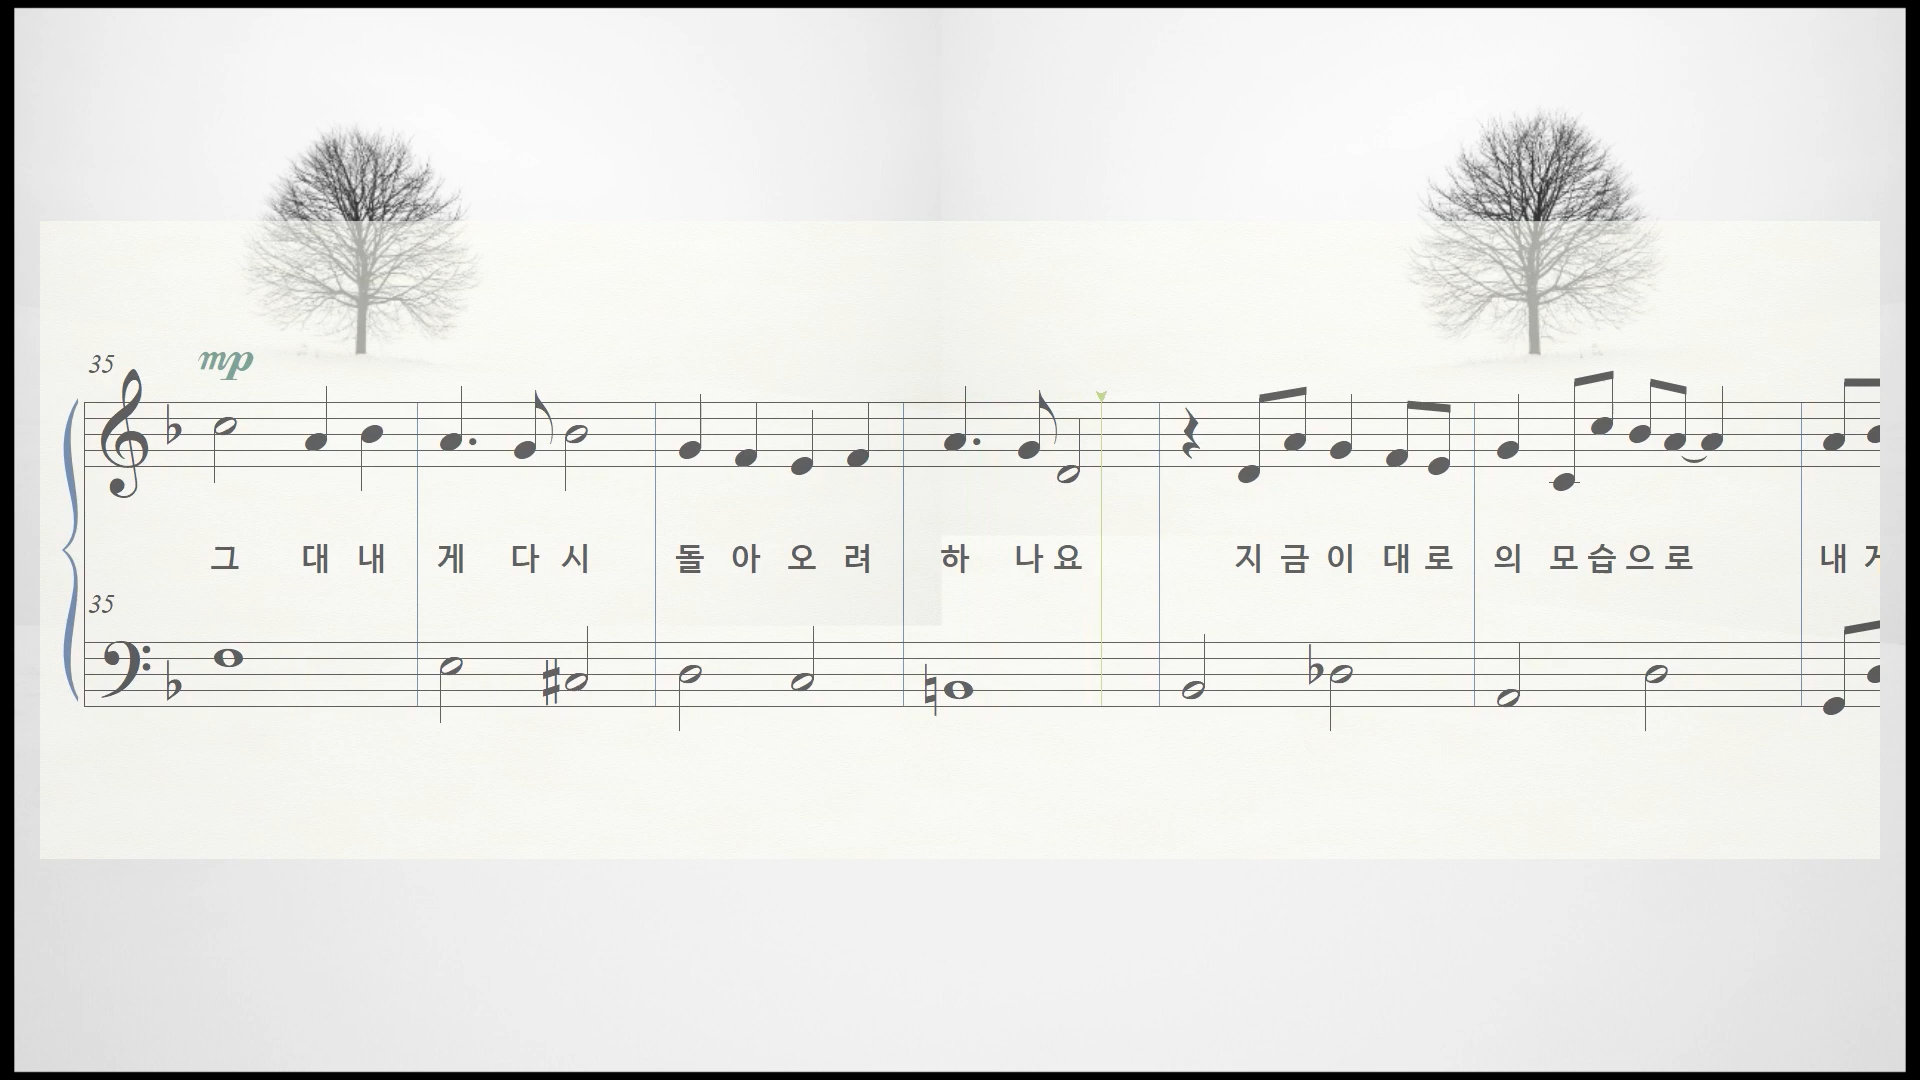 35
mp
그 대 내 게 다 시 돌 아 오 려 하 나 요 지 금 이 대 로 의 모 습 으 로 내
35